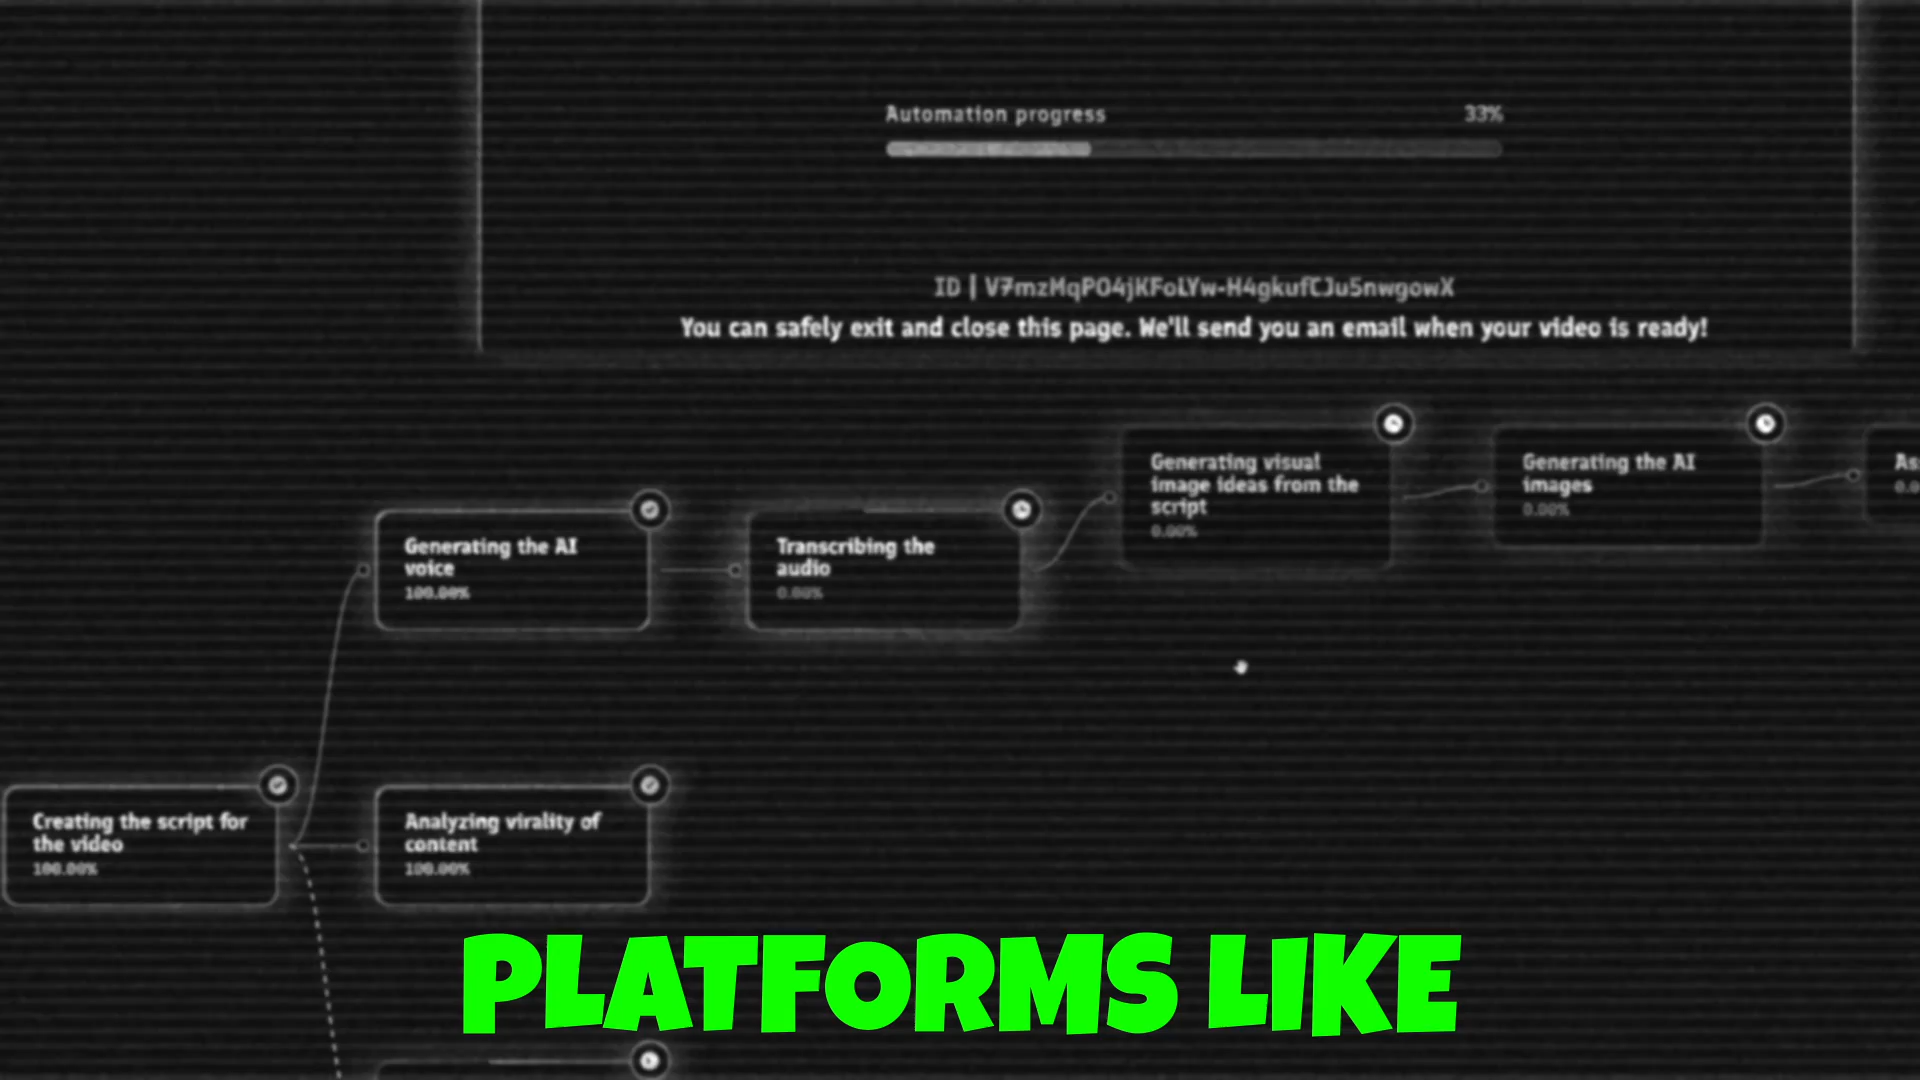 Automation progress 33%
ID | V7mzMqPO4jKFoLYw-H4gkufCJu5nwgowX
You can safely exit and close this page. We'll send you an email when your video is ready!
Generating visual
image ideas from the
script
0.00%
Generating the AI
images
0.00%
As
0.0
Generating the AI
voice
100.00%
Transcribing the
audio
0.00%
Creating the script for
the video
100.00%
Analyzing virality of
content
100.00%
PLATFORMS LIKE